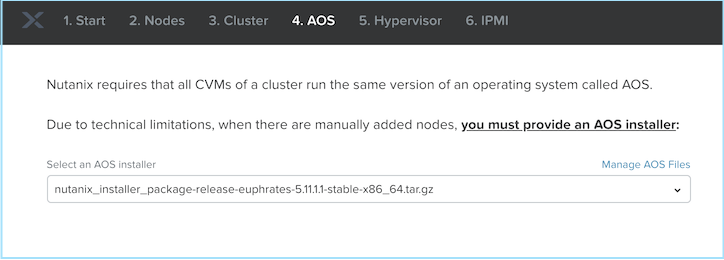 1. Start 2. Nodes 3. Cluster 4. AOS 5. Hypervisor 6. IPMI
Nutanix requires that all CVMs of a cluster run the same version of an operating system called AOS.
Due to technical limitations, when there are manually added nodes, you must provide an AOS installer:
Select an AOS installer Manage AOS Files
nutanix_installer_package-release-euphrates-5.11.1.1-stable-x86_64.tar.gz